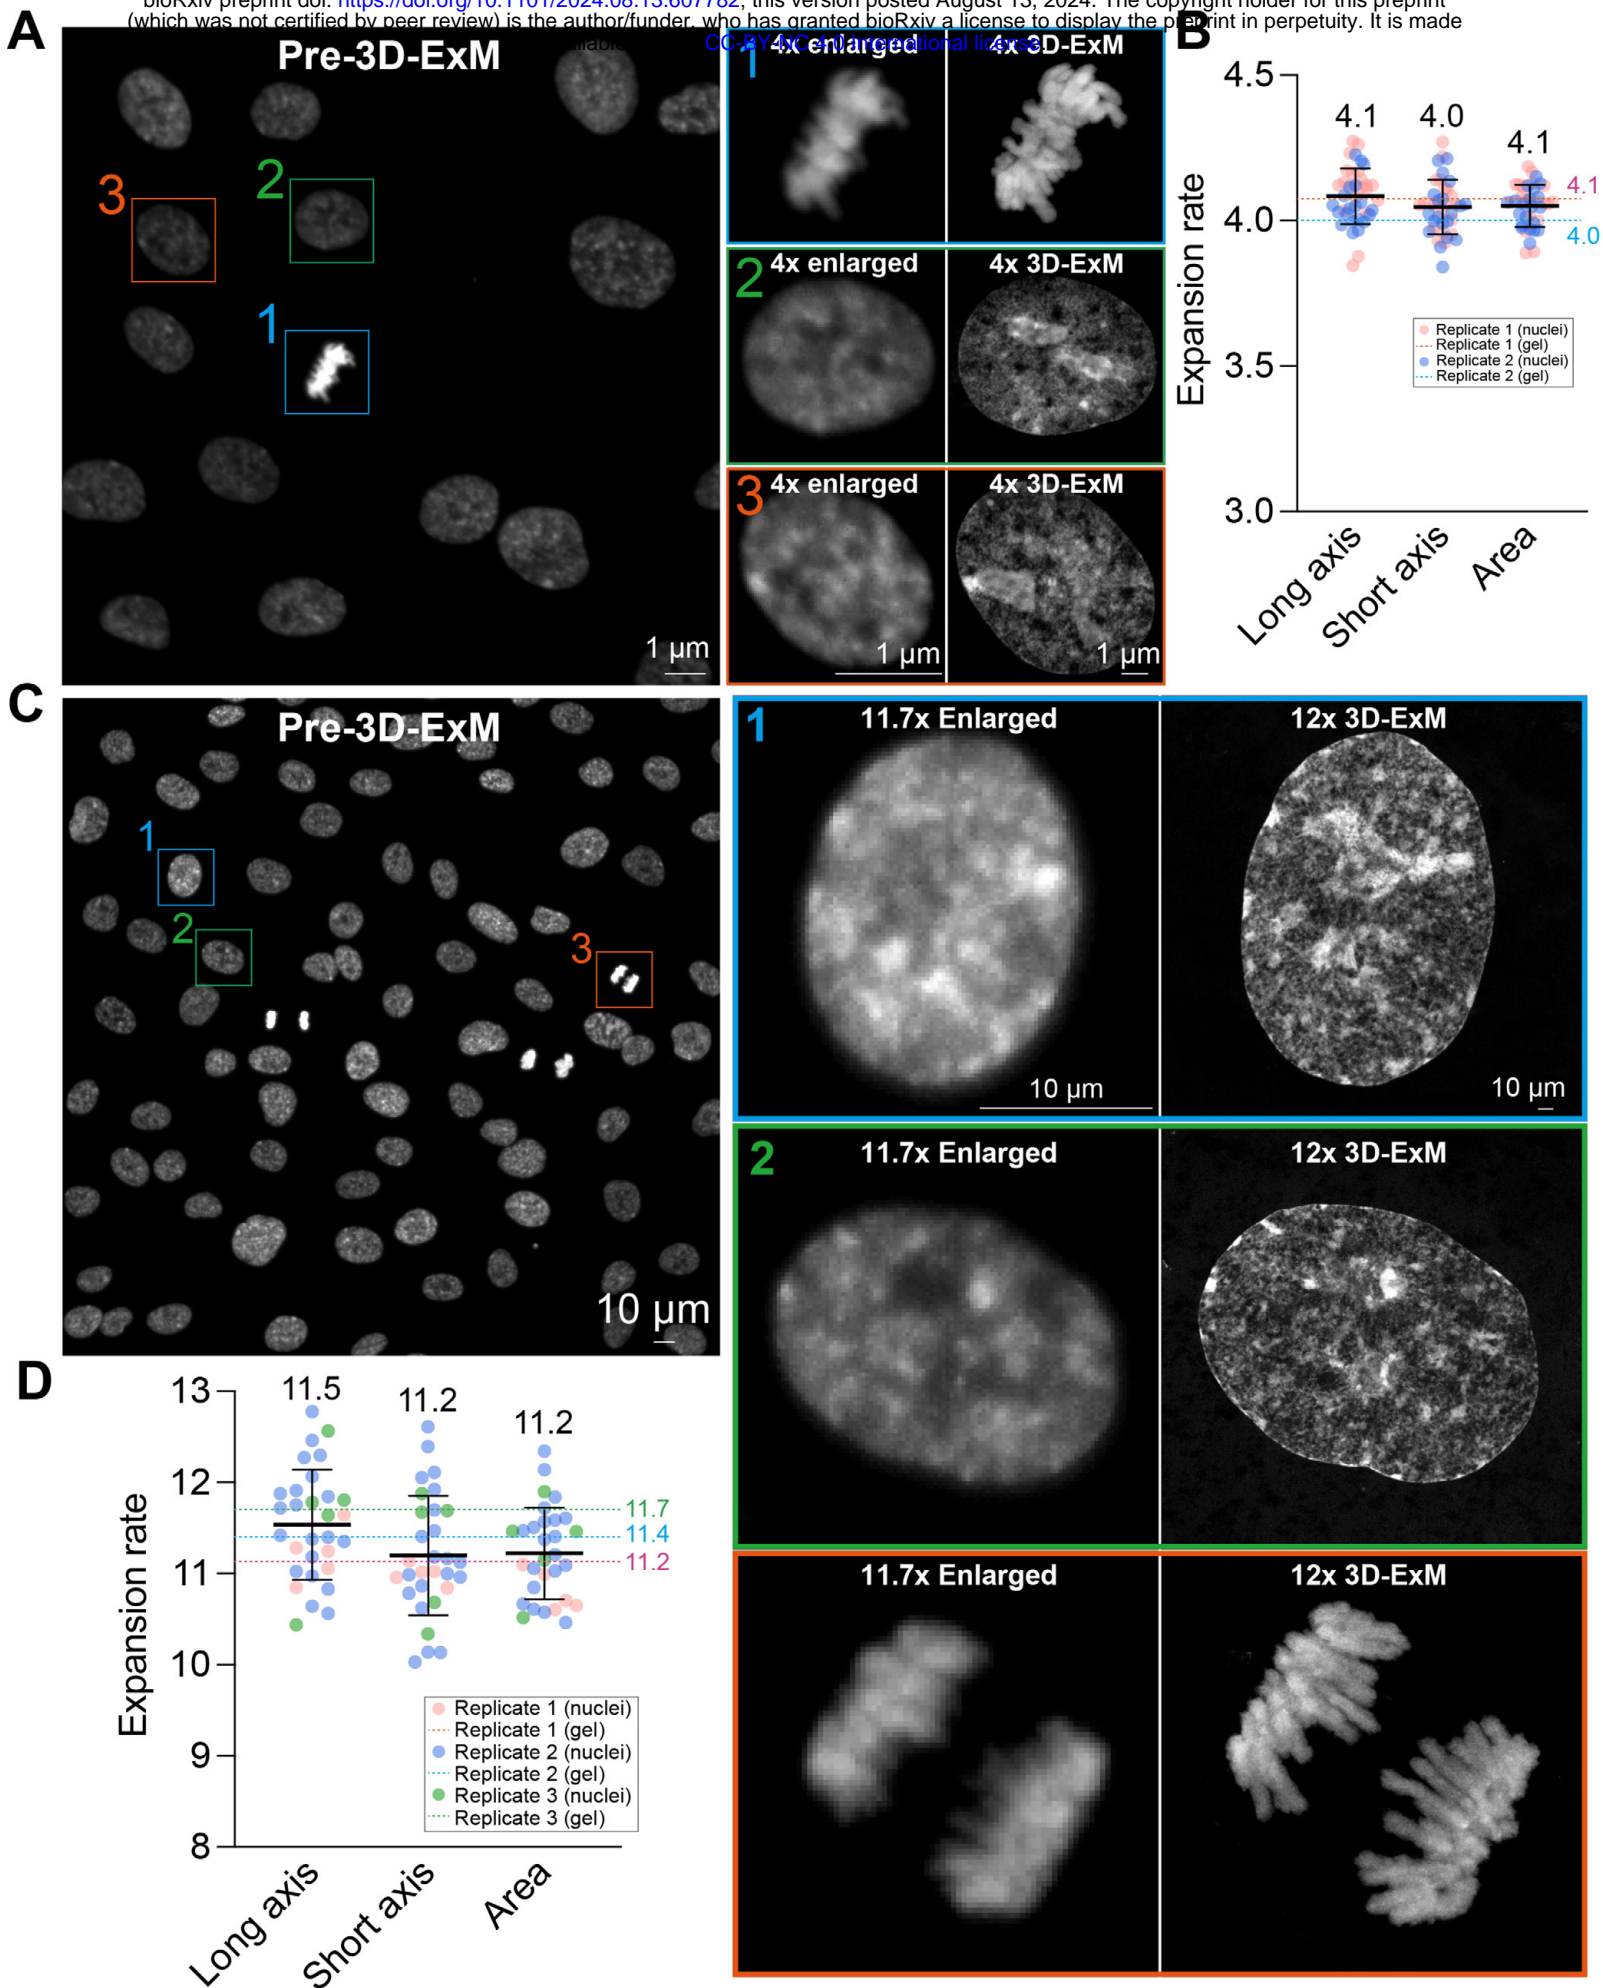 bioRxiv preprint doi: https://doi.org/10.1101/2024.08.13.607782; this version posted August 13, 2024. The copyright holder for this preprint
(which was not certified by peer review) is the author/funder, who has granted bioRxiv a license to display the preprint in perpetuity. It is made
CC-BY-NC 4.0 International license
A
Pre-3D-ExM
3
2
1
1 µm
1
4x enlarged
4x 3D-ExM
2
4x enlarged
4x 3D-ExM
3
4x enlarged
4x 3D-ExM
1 µm
1 µm
B
Expansion rate
4.5
4.0
3.5
3.0
4.1
4.0
4.1
4.1
4.0
Replicate 1 (nuclei)
Replicate 1 (gel)
Replicate 2 (nuclei)
Replicate 2 (gel)
Long axis
Short axis
Area
C
Pre-3D-ExM
1
2
3
10 µm
1
11.7x Enlarged
12x 3D-ExM
10 µm
10 µm
2
11.7x Enlarged
12x 3D-ExM
11.7x Enlarged
12x 3D-ExM
D
Expansion rate
13
12
11
10
9
8
11.5
11.2
11.2
11.7
11.4
11.2
Replicate 1 (nuclei)
Replicate 1 (gel)
Replicate 2 (nuclei)
Replicate 2 (gel)
Replicate 3 (nuclei)
Replicate 3 (gel)
Long axis
Short axis
Area